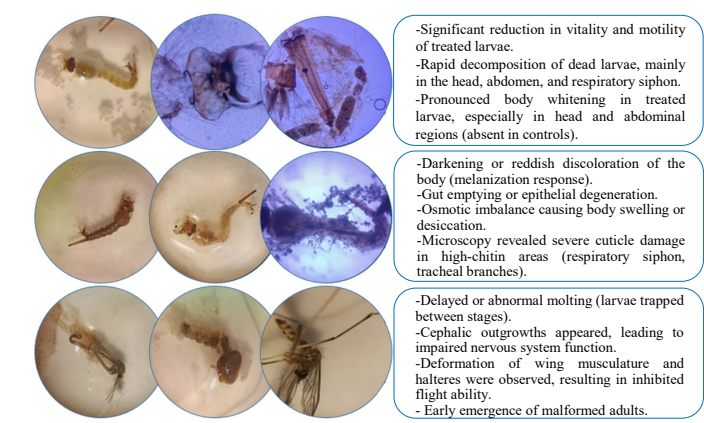 -Significant reduction in vitality and motility
of treated larvae.
-Rapid decomposition of dead larvae, mainly
in the head, abdomen, and respiratory siphon.
-Pronounced body whitening in treated
larvae, especially in head and abdominal
regions (absent in controls).
-Darkening or reddish discoloration of the
body (melanization response).
-Gut emptying or epithelial degeneration.
-Osmotic imbalance causing body swelling or
desiccation.
-Microscopy revealed severe cuticle damage
in high-chitin areas (respiratory siphon,
tracheal branches).
-Delayed or abnormal molting (larvae trapped
between stages).
-Cephalic outgrowths appeared, leading to
impaired nervous system function.
-Deformation of wing musculature and
halteres were observed, resulting in inhibited
flight ability.
- Early emergence of malformed adults.